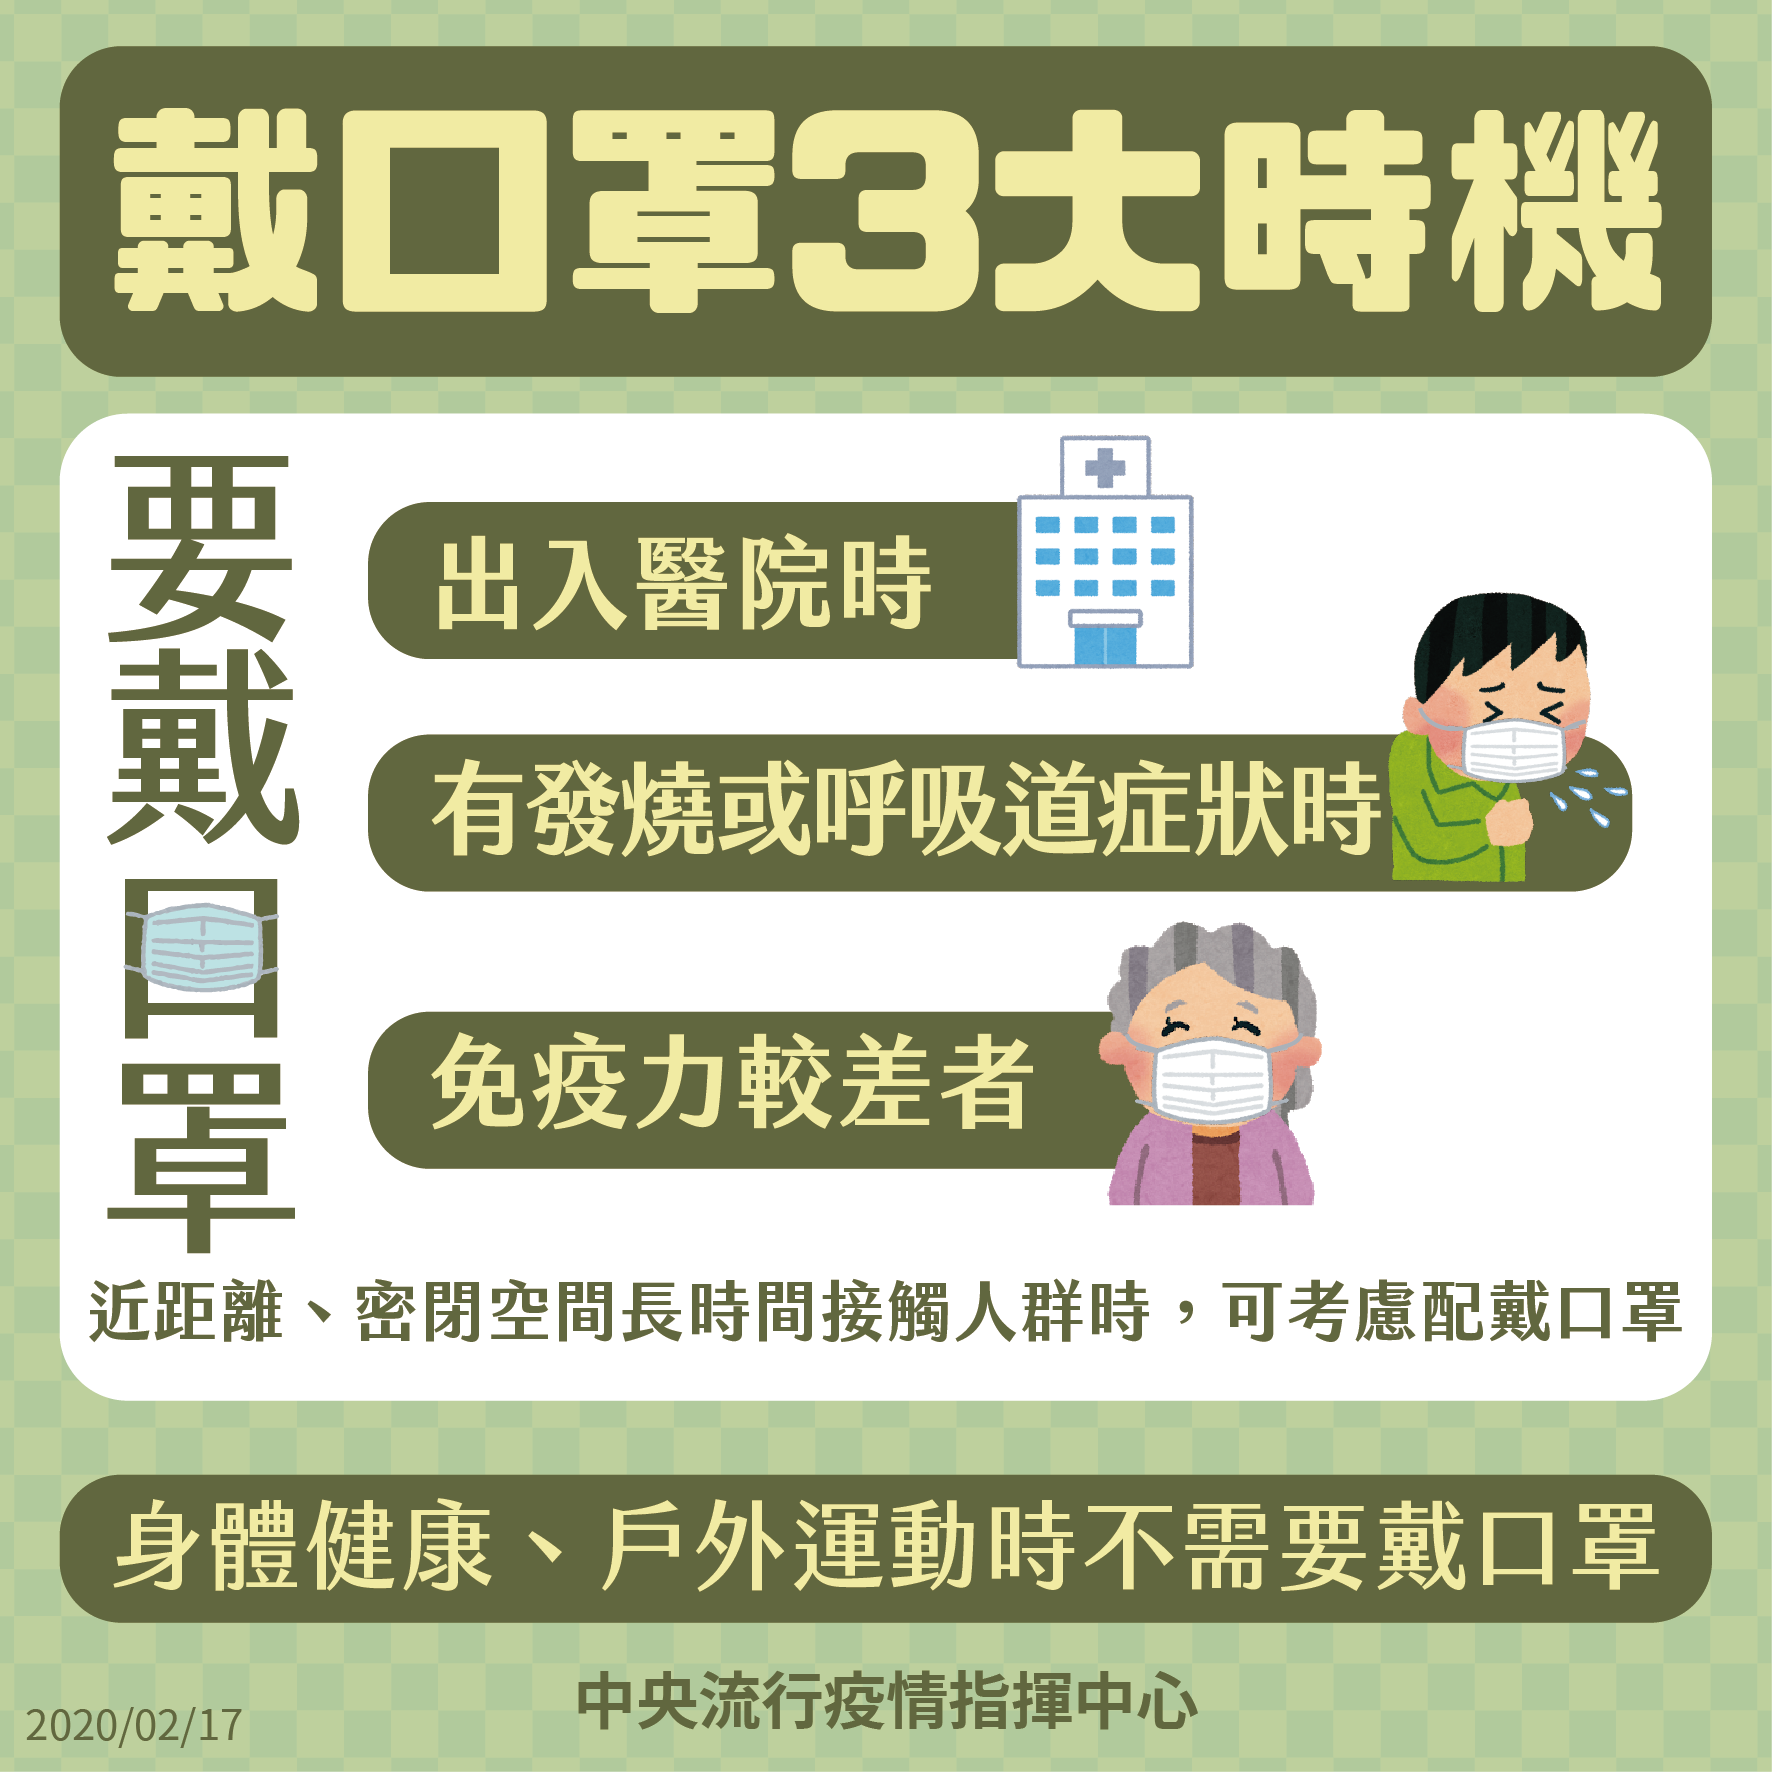 戴口罩3大時機
要戴口罩
出入醫院時
有發燒或呼吸道症狀時
免疫力較差者
近距離、密閉空間長時間接觸人群時，可考慮配戴口罩
身體健康、戶外運動時不需要戴口罩
中央流行疫情指揮中心
2020/02/17